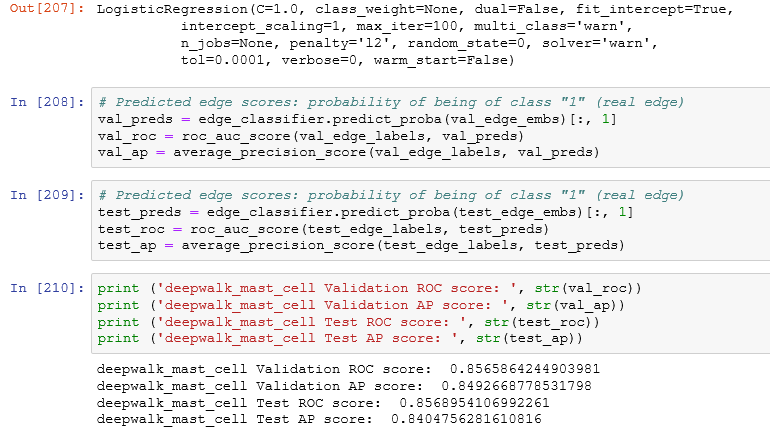 Out[207]: LogisticRegression(C=1.0, class_weight=None, dual=False, fit_intercept=True,
intercept_scaling=1, max_iter=100, multi_class='warn',
n_jobs=None, penalty='l2', random_state=0, solver='warn',
tol=0.0001, verbose=0, warm_start=False)
In [208]: # Predicted edge scores: probability of being of class "1" (real edge)
val_preds = edge_classifier.predict_proba(val_edge_embs)[:, 1]
val_roc = roc_auc_score(val_edge_labels, val_preds)
val_ap = average_precision_score(val_edge_labels, val_preds)
In [209]: # Predicted edge scores: probability of being of class "1" (real edge)
test_preds = edge_classifier.predict_proba(test_edge_embs)[:, 1]
test_roc = roc_auc_score(test_edge_labels, test_preds)
test_ap = average_precision_score(test_edge_labels, test_preds)
In [210]: print ('deepwalk_mast_cell Validation ROC score: ', str(val_roc))
print ('deepwalk_mast_cell Validation AP score: ', str(val_ap))
print ('deepwalk_mast_cell Test ROC score: ', str(test_roc))
print ('deepwalk_mast_cell Test AP score: ', str(test_ap))
deepwalk_mast_cell Validation ROC score:  0.8565864244903981
deepwalk_mast_cell Validation AP score:  0.8492668778531798
deepwalk_mast_cell Test ROC score:  0.8568954106992261
deepwalk_mast_cell Test AP score:  0.8404756281610816